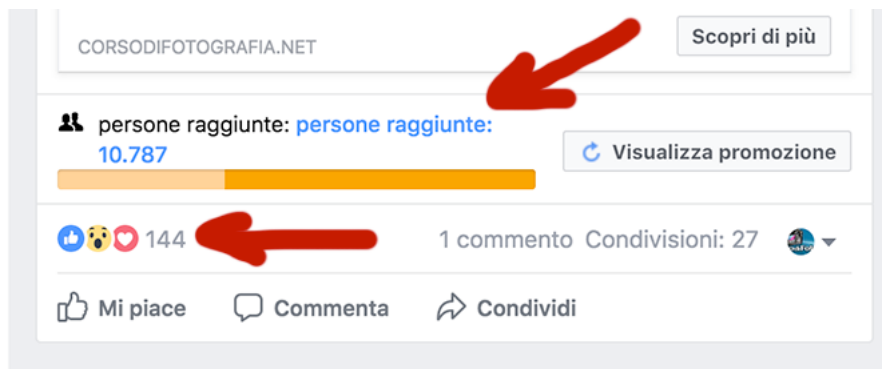 CORSODIFOTOGRAFIA.NET
Scopri di più
persone raggiunte: persone raggiunte:
10.787
Visualizza promozione
144
1 commento Condivisioni: 27
Mi piace
Commenta
Condividi